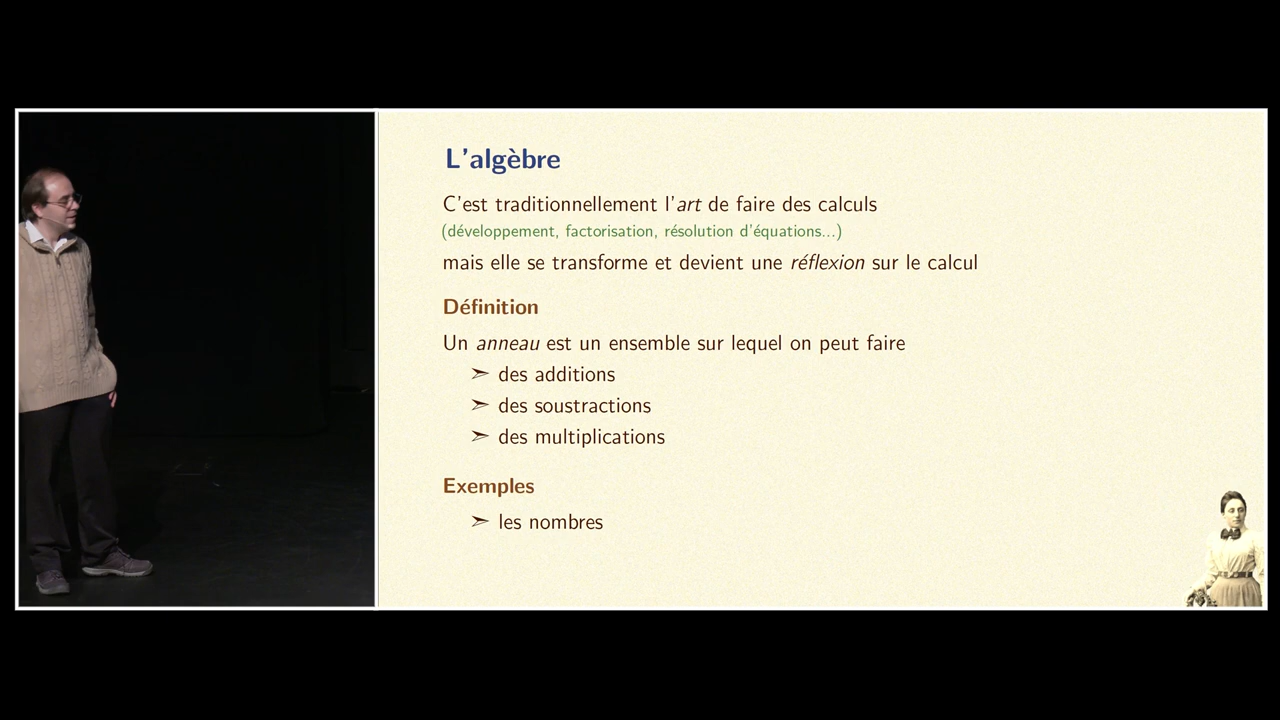 L'algèbre
C'est traditionnellement l'art de faire des calculs
(développement, factorisation, résolution d'équations...)
mais elle se transforme et devient une réflexion sur le calcul
Définition
Un anneau est un ensemble sur lequel on peut faire
➣ des additions
➣ des soustractions
➣ des multiplications
Exemples
➣ les nombres